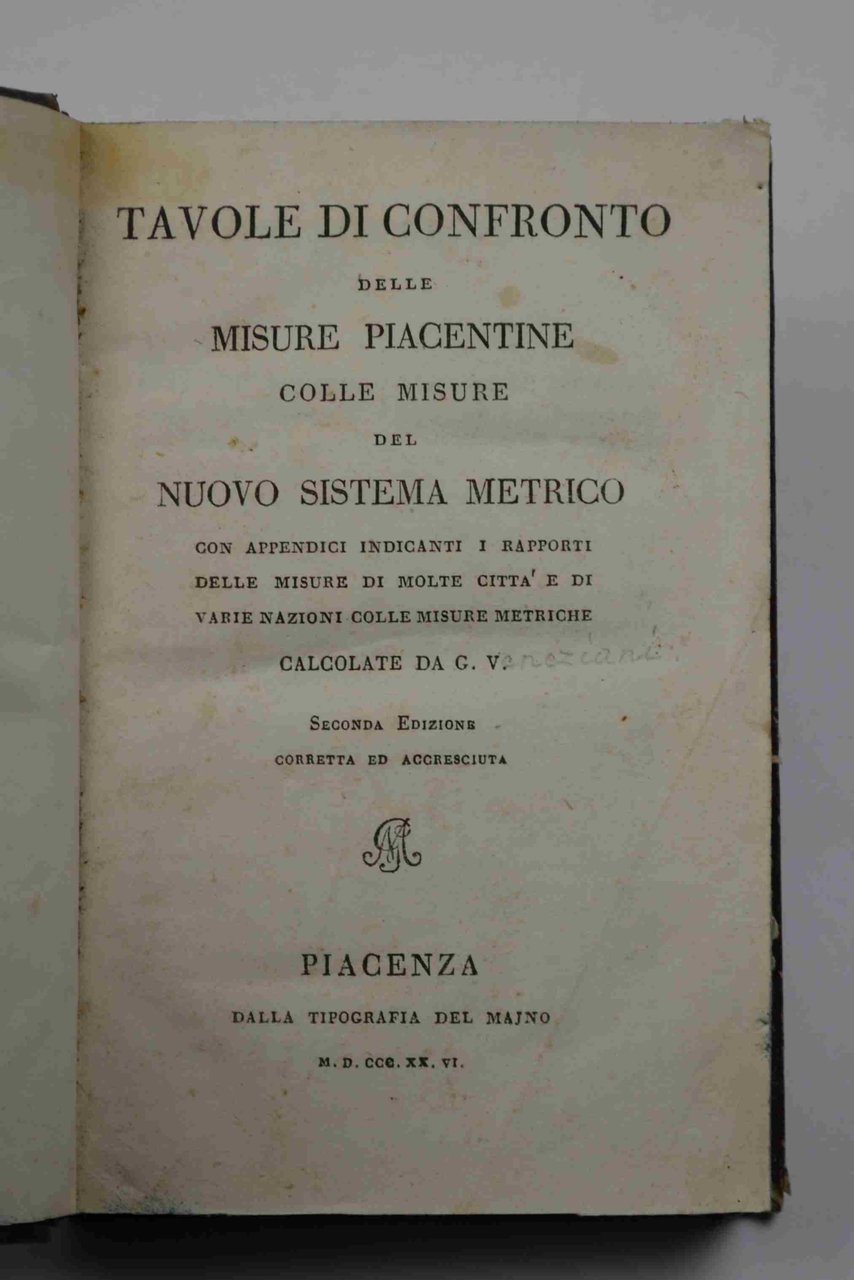 TAVOLE DI CONFRONTO
DELLE
MISURE PIACENTINE
COLLE MISURE
DEL
NUOVO SISTEMA METRICO
CON APPENDICI INDICANTI I RAPPORTI
DELLE MISURE DI MOLTE CITTA' E DI
VARIE NAZIONI COLLE MISURE METRICHE
CALCOLATE DA G. V.eneziani
SECONDA EDIZIONE
CORRETTA ED ACCRESCIUTA
PIACENZA
DALLA TIPOGRAFIA DEL MAJNO
M. D. CCC. XX. VI.